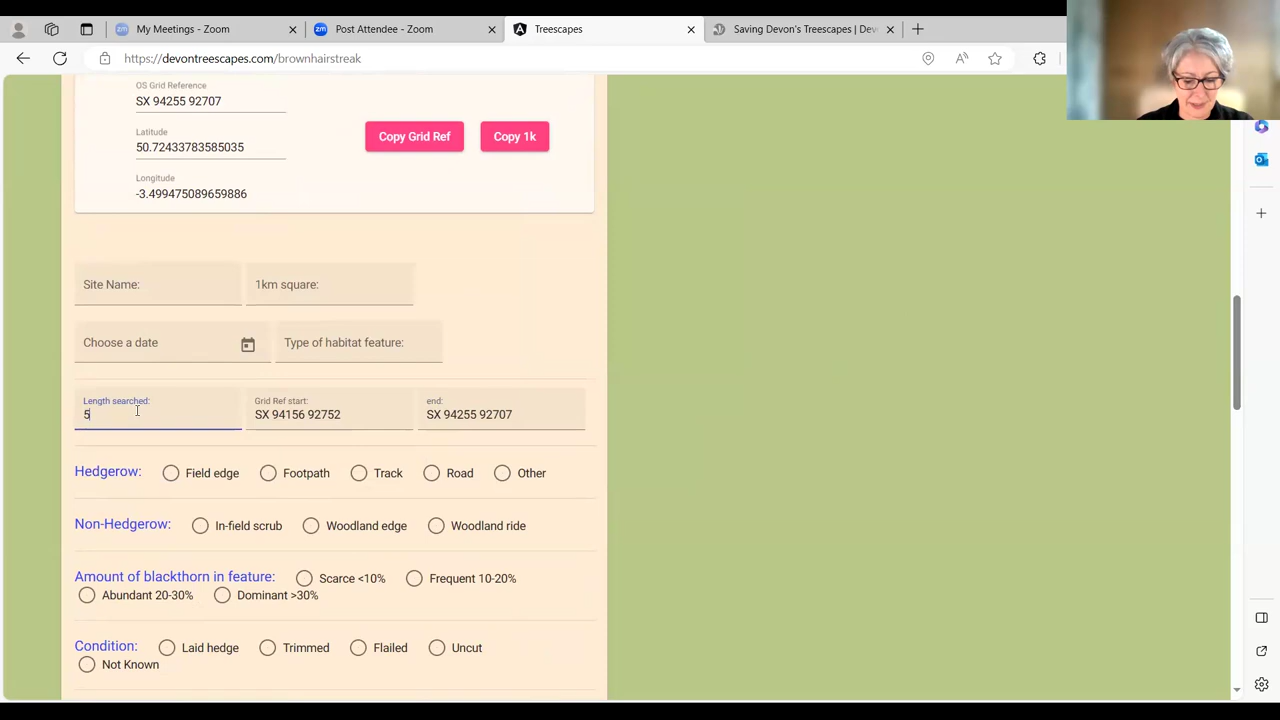 My Meetings - Zoom
Post Attendee - Zoom
Treescapes
Saving Devon's Treescapes | Dev
https://devontreescapes.com/brownhairstreak
OS Grid Reference
SX 94255 92707
Latitude
50.72433783585035
Longitude
-3.499475089659886
Copy Grid Ref
Copy 1k
Site Name:
1km square:
Choose a date
Type of habitat feature:
Length searched:
5
Grid Ref start:
SX 94156 92752
end:
SX 94255 92707
Hedgerow: Field edge Footpath Track Road Other
Non-Hedgerow: In-field scrub Woodland edge Woodland ride
Amount of blackthorn in feature: Scarce <10% Frequent 10-20%
Abundant 20-30% Dominant >30%
Condition: Laid hedge Trimmed Flailed Uncut
Not Known